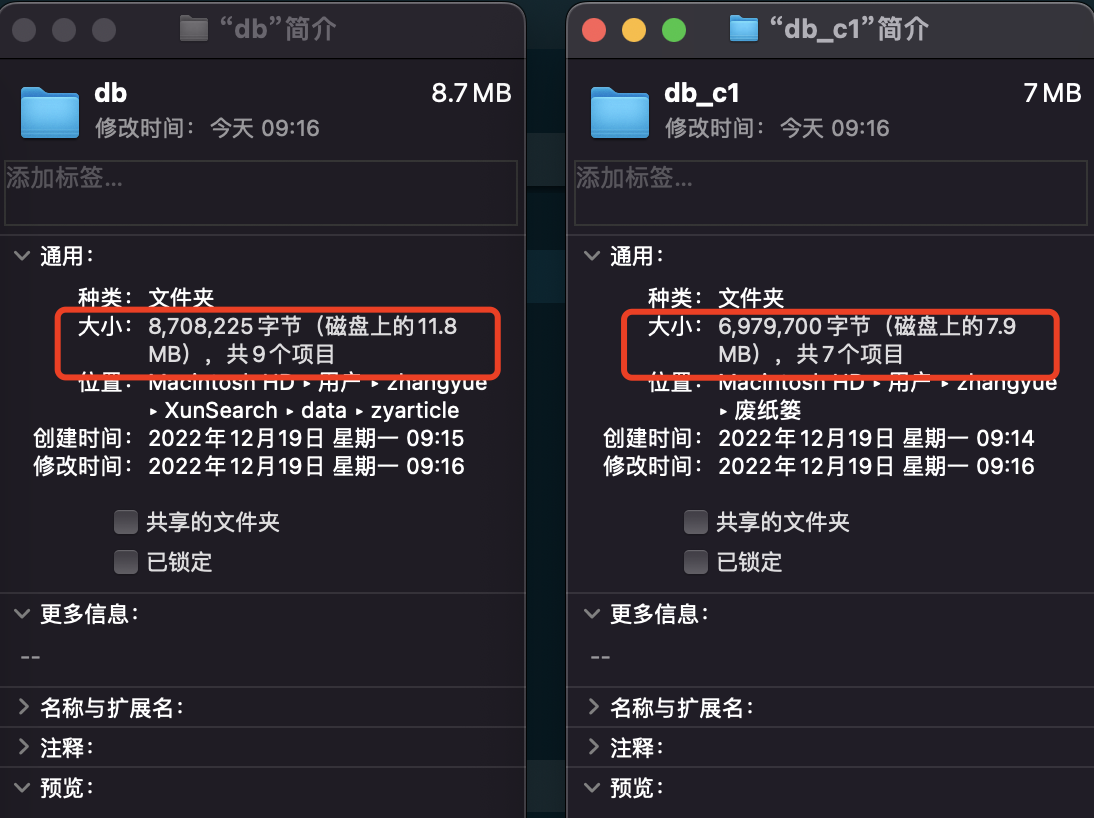 “db”简介
db
8.7 MB
修改时间： 今天 09:16
添加标签...
通用：
种类： 文件夹
大小： 8,708,225 字节（磁盘上的11.8
MB），共 9 个项目
位置： Macintosh HD ▸ 用户 ▸ zhangyue
▸ XunSearch ▸ data ▸ zyarticle
创建时间： 2022年12月19日 星期一 09:15
修改时间： 2022年12月19日 星期一 09:16
共享的文件夹
已锁定
更多信息：
--
名称与扩展名：
注释：
预览：
“db_c1”简介
db_c1
7 MB
修改时间： 今天 09:16
添加标签...
通用：
种类： 文件夹
大小： 6,979,700 字节（磁盘上的7.9
MB），共 7 个项目
位置： Macintosh HD ▸ 用户 ▸ zhangyue
▸ 废纸篓
创建时间： 2022年12月19日 星期一 09:14
修改时间： 2022年12月19日 星期一 09:16
共享的文件夹
已锁定
更多信息：
--
名称与扩展名：
注释：
预览：